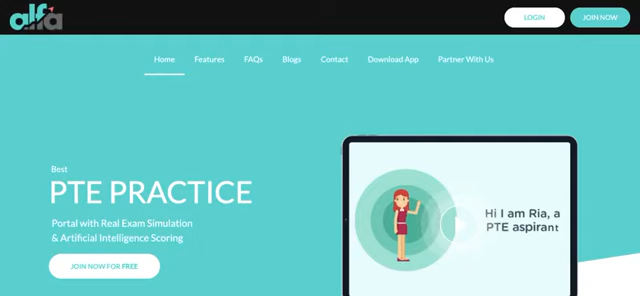 alfa
LOGIN
JOIN NOW
Home
Features
FAQs
Blogs
Contact
Download App
Partner With Us
Best
PTE PRACTICE
Portal with Real Exam Simulation
& Artificial Intelligence Scoring
JOIN NOW FOR FREE
Hi I am Ria, a
PTE aspirant